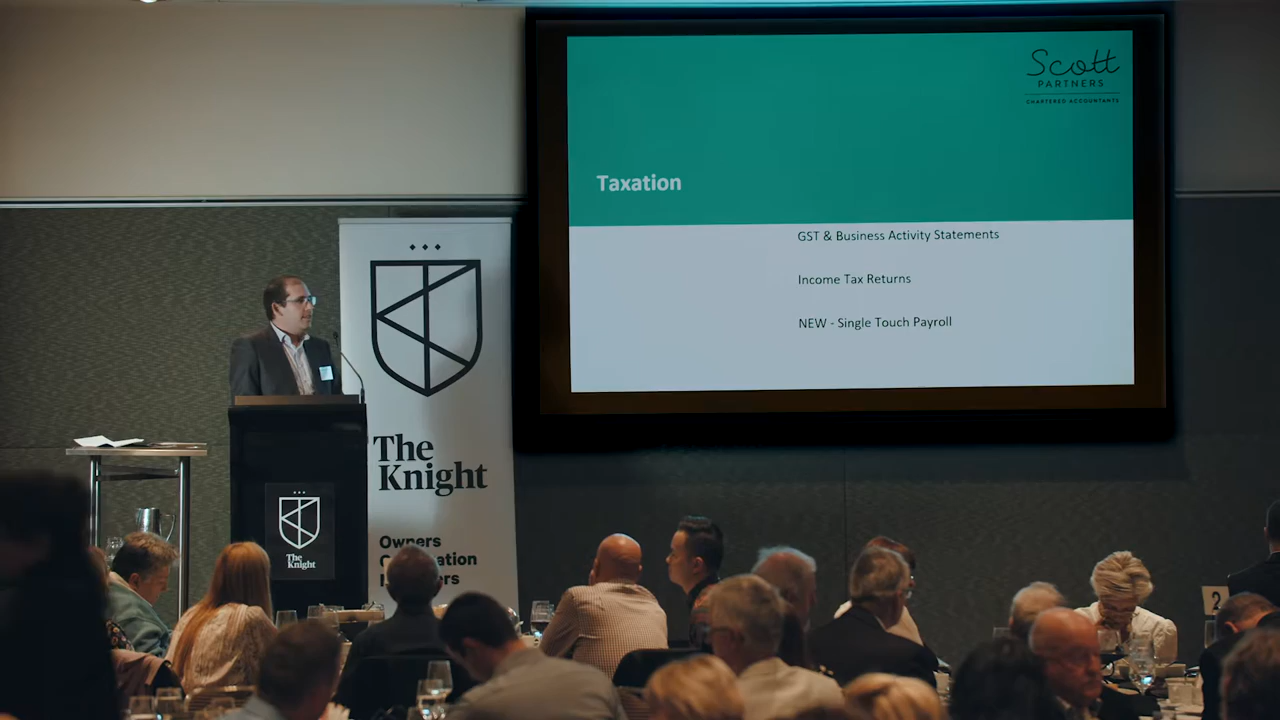 Scott
PARTNERS
CHARTERED ACCOUNTANTS
Taxation
GST & Business Activity Statements
Income Tax Returns
NEW - Single Touch Payroll
The
Knight
Owners
The
Knight
2